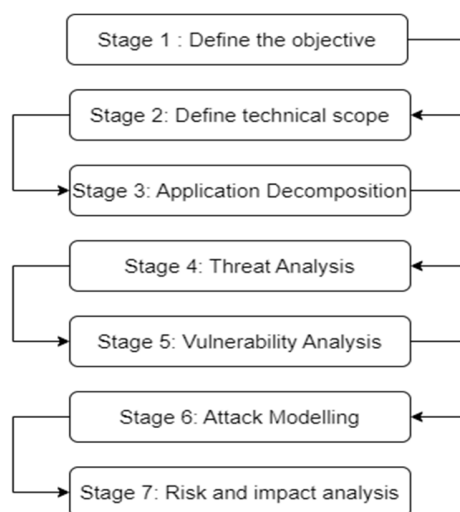 Stage 1 : Define the objective
Stage 2: Define technical scope
Stage 3: Application Decomposition
Stage 4: Threat Analysis
Stage 5: Vulnerability Analysis
Stage 6: Attack Modelling
Stage 7: Risk and impact analysis